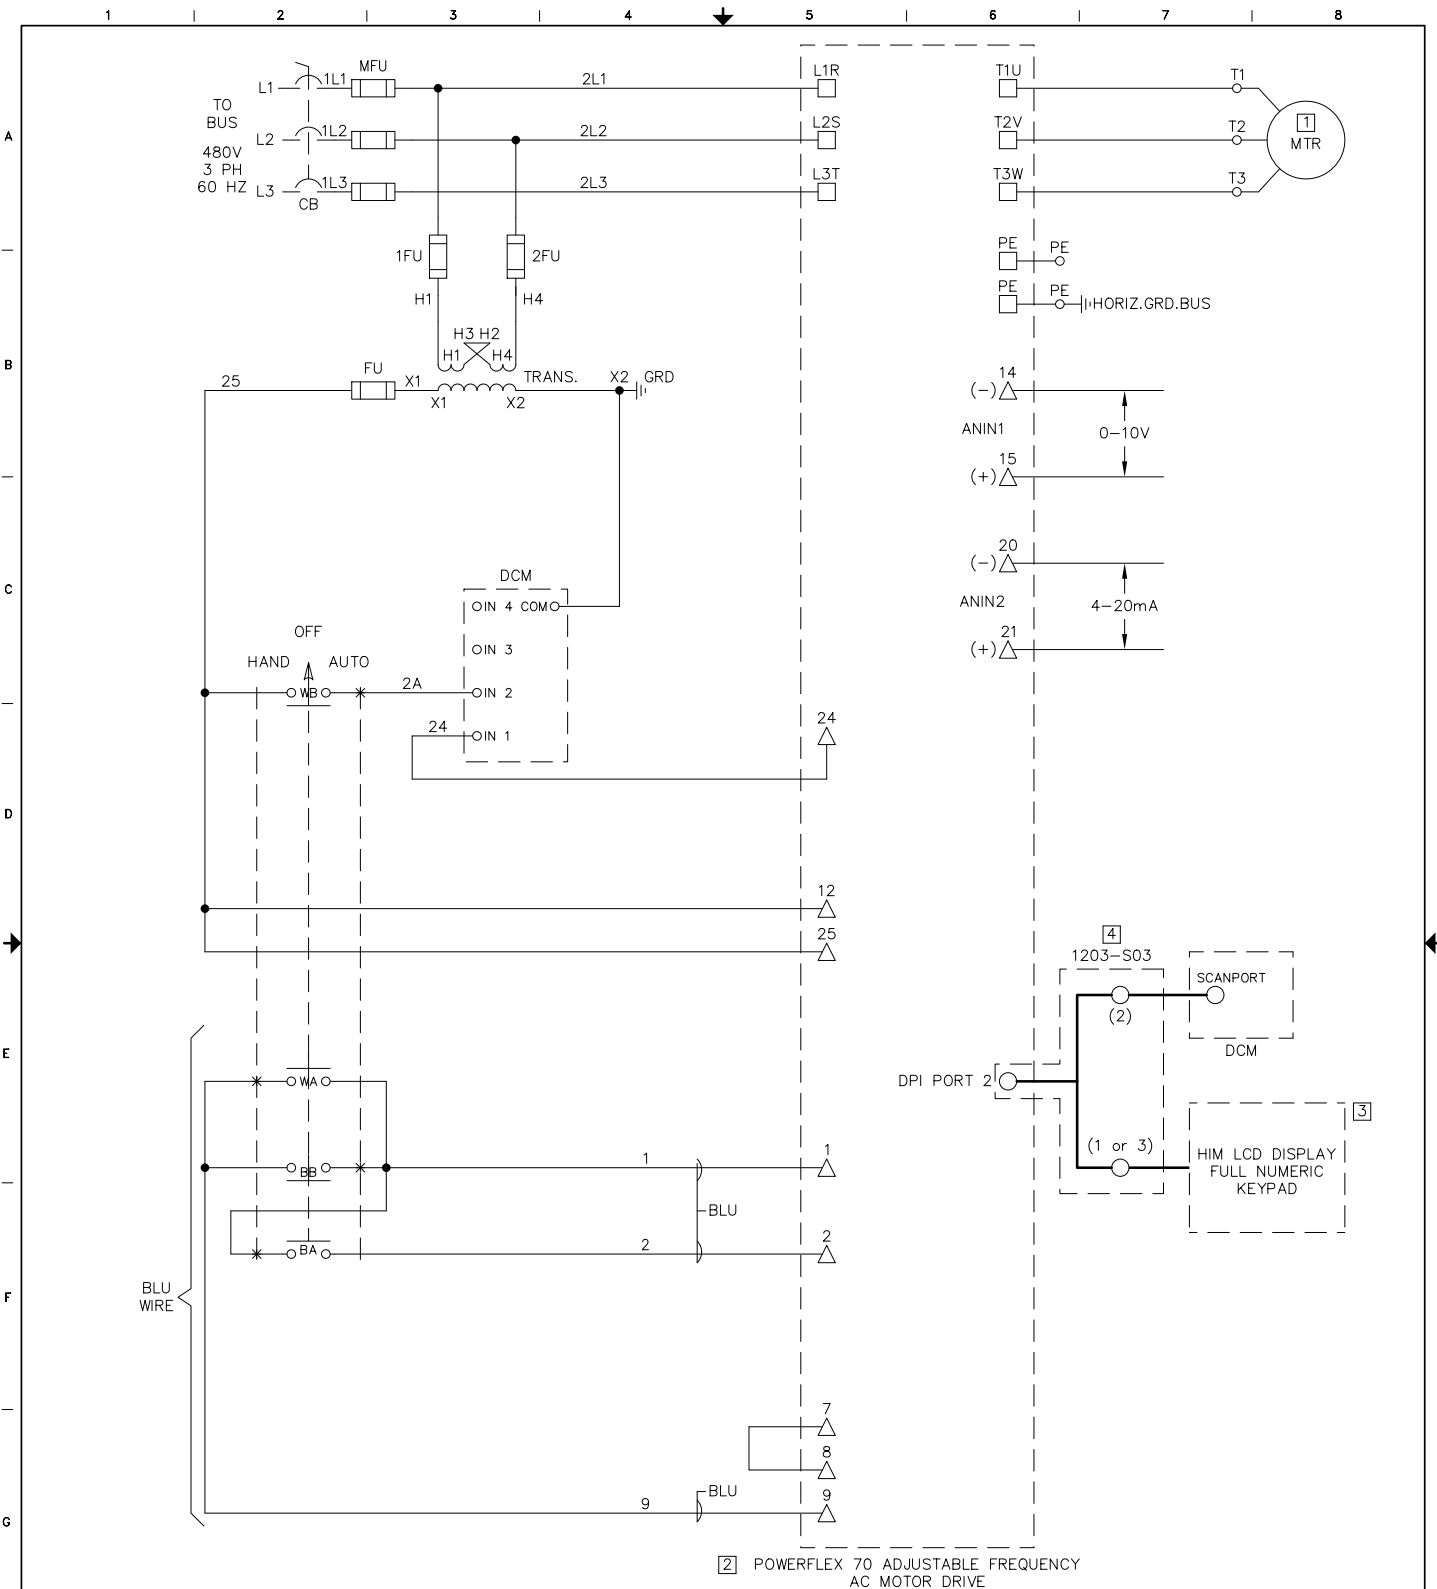 1 2 3 4 5 6 7 8
A
B
C
D
E
F
G
MFU
L1 1L1 2L1 L1R T1U T1
TO
BUS
L2 1L2 2L2 L2S T2V T2
1
MTR
480V
3 PH
60 HZ
L3 1L3 2L3 L3T T3W T3
CB
1FU 2FU
PE PE
H1 H4
PE PE HORIZ.GRD.BUS
H3 H2
H1 H4
25 FU X1 TRANS. X2 GRD
X1 X2
14
(-)
ANIN1 0-10V
15
(+)
20
(-)
ANIN2 4-20mA
21
(+)
DCM
IN 4 COM
IN 3
IN 2
IN 1
OFF
HAND AUTO
WB 2A
24 24
12
25
4
1203-S03
SCANPORT
(2)
DCM
WA
DPI PORT 2
3
(1 or 3)
HIM LCD DISPLAY
FULL NUMERIC
KEYPAD
BB 1 1
BLU
BA 2 2
BLU
WIRE
7
8
BLU
9 9
2 POWERFLEX 70 ADJUSTABLE FREQUENCY
AC MOTOR DRIVE